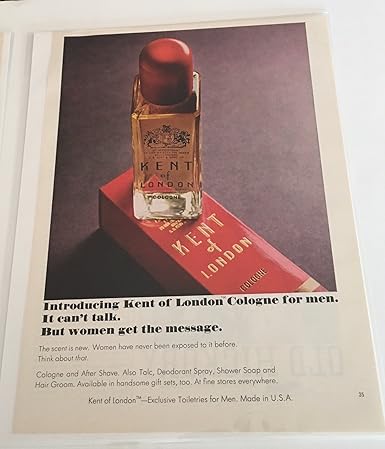 KENT
of
LONDON
COLOGNE
KENT
of
LONDON
COLOGNE
Introducing Kent of London™ Cologne for men.
It can't talk.
But women get the message.
The scent is new. Women have never been exposed to it before.
Think about that.
Cologne and After Shave. Also Talc, Deodorant Spray, Shower Soap and
Hair Groom. Available in handsome gift sets, too. At fine stores everywhere.
Kent of London™—Exclusive Toiletries for Men. Made in U.S.A.
35